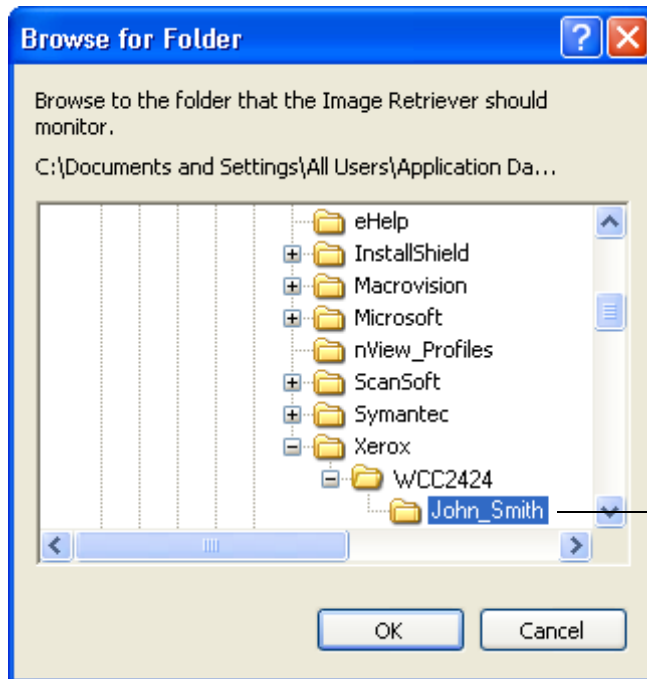 Browse for Folder
Browse to the folder that the Image Retriever should
monitor.
C:\Documents and Settings\All Users\Application Da...
eHelp
InstallShield
Macrovision
Microsoft
nView_Profiles
ScanSoft
Symantec
Xerox
WCC2424
John_Smith
OK
Cancel